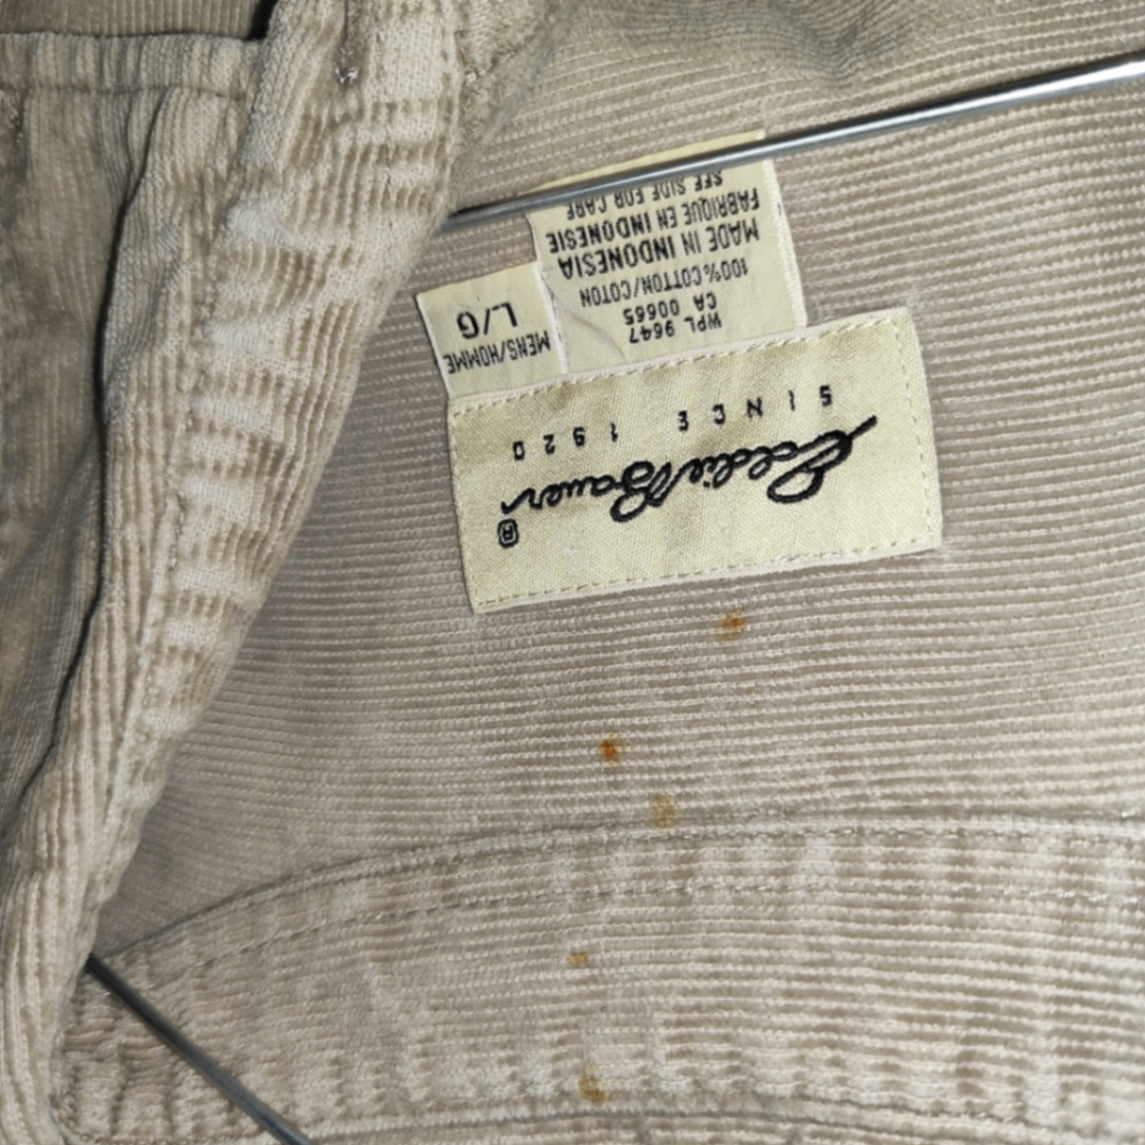 Eddie Bauer®
SINCE 1920
MENS/HOMME
L/G
WPL 9647
CA 00665
100% COTTON/COTON
MADE IN INDONESIA
FABRIQUE EN INDONESIE
SEE SIDE FOR CARE